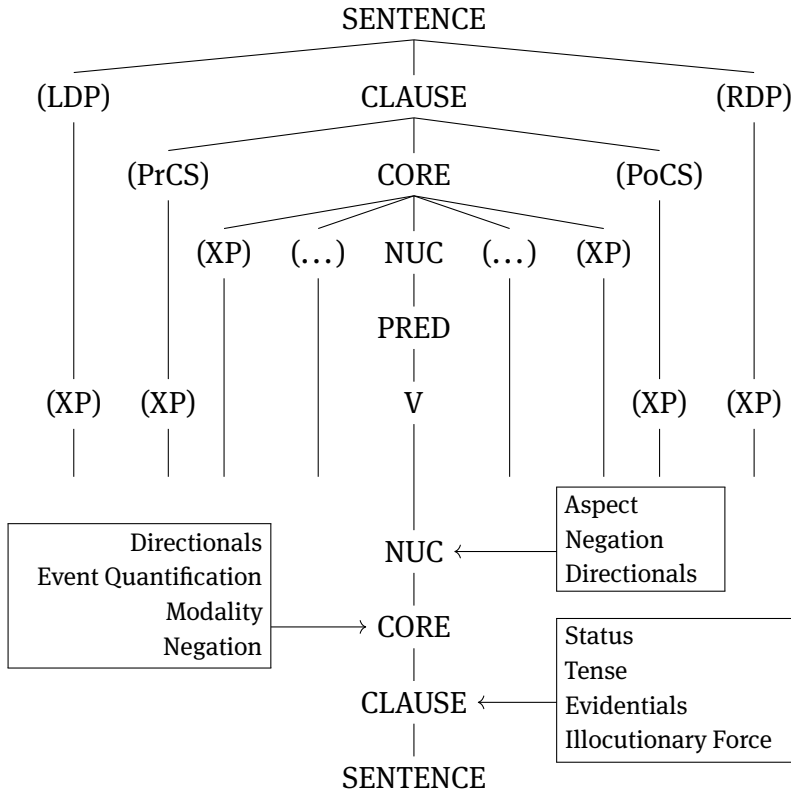 SENTENCE
(LDP) CLAUSE (RDP)
(PrCS) CORE (PoCS)
(XP) (...) NUC (...) (XP)
PRED
(XP) (XP) V (XP) (XP)
Aspect
Negation
Directionals
NUC
Directionals
Event Quantification
Modality
Negation
CORE
Status
Tense
Evidentials
Illocutionary Force
CLAUSE
SENTENCE